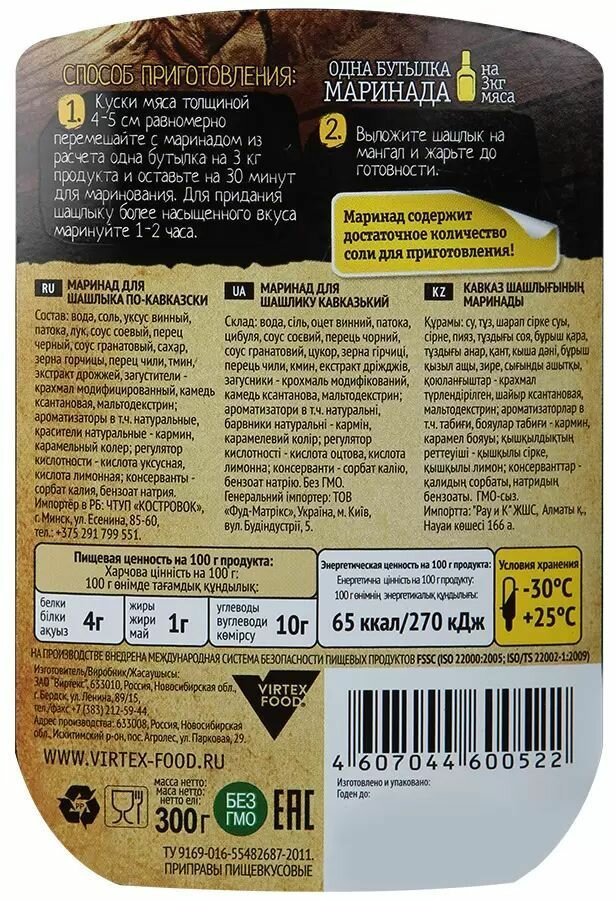 СПОСОБ ПРИГОТОВЛЕНИЯ:
1. Куски мяса толщиной
4-5 см равномерно
перемешайте с маринадом из
расчета одна бутылка на 3 кг
продукта и оставьте на 30 минут
для маринования. Для придания
шашлыку более насыщенного вкуса
маринуйте 1-2 часа.
ОДНА БУТЫЛКА
МАРИНАДА
на
3кг
мяса
2. Выложите шашлык на
мангал и жарьте до
готовности.
Маринад содержит
достаточное количество
соли для приготовления!
RU МАРИНАД ДЛЯ
ШАШЛЫКА ПО-КАВКАЗСКИ
Состав: вода, соль, уксус винный,
патока, лук, соус соевый, перец
черный, соус гранатовый, сахар,
зерна горчицы, перец чили, тмин,
экстракт дрожжей, загустители -
крахмал модифицированный, камедь
ксантановая, мальтодекстрин;
ароматизаторы в т.ч. натуральные,
красители натуральные - кармин,
карамельный колер; регулятор
кислотности - кислота уксусная,
кислота лимонная; консерванты -
сорбат калия, бензоат натрия.
Импортёр в РБ: ЧТУП «КОСТРОВОК»,
г.Минск, ул. Есенина, 85-60,
тел.: +375 291 799 551.
UA МАРИНАД ДЛЯ
ШАШЛИКУ КАВКАЗЬКИЙ
Склад: вода, сіль, оцет винний, патока,
цибуля, соус соєвий, перець чорний,
соус гранатовий, цукор, зерна гірчиці,
перець чили, кмин, екстракт дріжджів,
загусники - крохмаль модифікований,
камедь ксантанова, мальтодекстрин;
ароматизатори в т.ч. натуральні,
барвники натуральні - кармін,
карамелевий колір; регулятор
кислотності - кислота оцтова, кислота
лимонна; консерванти - сорбат калію,
бензоат натрію. Без ГМО.
Генеральний імпортер: ТОВ
«Фуд-Матрікс», Україна, м. Київ,
вул. Будіндустрії, 5.
KZ КАВКАЗ ШАШЛЫҒЫНЫҢ
МАРИНАДЫ
Құрамы: су, тұз, шарап сірке суы,
сірне, пияз, тұздығы соя, бұрыш қара,
тұздығы анар, қант, қыша дані, бұрыш
қызыл ащы, зире, сығынды ашытқы,
қоюланғыштар - крахмал
түрлендірілген, шайыр ксантановая,
мальтодекстрин; ароматизаторлар в
т.ч. табиғи, бояулар табиғи - кармин,
карамел бояуы; қышқылдықтың
реттеуіші - қышқылы сірке,
қышқылы лимон; консерванттар -
қалдық сорбаты, натридың
бензоаты. ГМО-сыз.
Импортта: "Рау и К" ЖШС, Алматы қ.,
Науаи көшесі 166 а.
Пищевая ценность на 100 г продукта:
Харчова цінність на 100 г:
100 г өнімде тағамдық құндылық:
белки
білки
ақуыз
4г
жиры
жири
май
1г
углеводы
вуглеводи
көмірсу
10г
Энергетическая ценность на 100 г продукта:
Енергетична цінність на 100 г продукту:
100 г өнімнің энергетикалық құндылығы:
65 ккал/270 кДж
Условия хранения
-30°C
+25°C
НА ПРОИЗВОДСТВЕ ВНЕДРЕНА МЕЖДУНАРОДНАЯ СИСТЕМА БЕЗОПАСНОСТИ ПИЩЕВЫХ ПРОДУКТОВ FSSC (ISO 22000:2005; ISO/TS 22002-1:2009)
Изготовитель/Виробник/Жасаушысы:
ЗАО "Виртекс", 633010, Россия, Новосибирская обл.,
г. Бердск, ул. Ленина, 89/15,
тел./факс +7 (383) 212-59-44.
Адрес производства: 633008, Россия, Новосибирская
обл., Искитимский р-он, пос. Агролес, ул. Парковая, 29.
WWW.VIRTEX-FOOD.RU
VIRTEX
FOOD
4 607044 600522
Изготовлено и упаковано:
Годен до:
PP
масса нетто:
маса нетто:
нетто елі:
300г
БЕЗ
ГМО
ЕАС
ТУ 9169-016-55482687-2011.
ПРИПРАВЫ ПИЩЕВКУСОВЫЕ